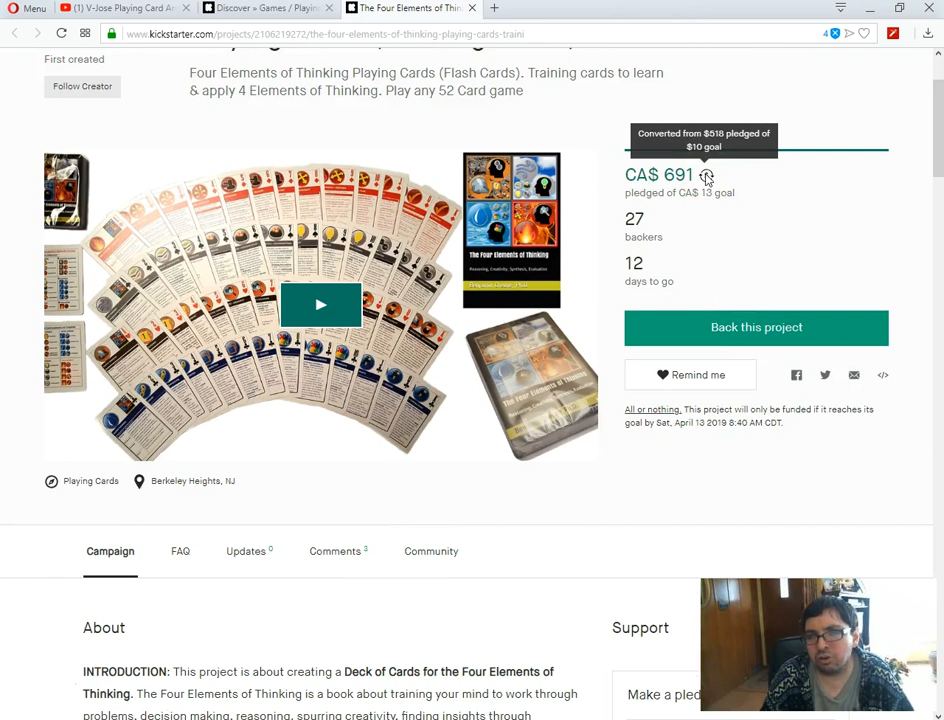 Menu
(1) V-Jose Playing Card Ar
Discover » Games / Playin
The Four Elements of Thin
www.kickstarter.com/projects/2106219272/the-four-elements-of-thinking-playing-cards-traini
4
First created
Follow Creator
Four Elements of Thinking Playing Cards (Flash Cards). Training cards to learn
& apply 4 Elements of Thinking. Play any 52 Card game
Converted from $518 pledged of
$10 goal
CA$ 691
pledged of CA$ 13 goal
27
backers
12
days to go
Back this project
Remind me
All or nothing. This project will only be funded if it reaches its
goal by Sat, April 13 2019 8:40 AM CDT.
The Four Elements of Thinking
Reasoning, Creativity, Synthesis, Evaluation
Playing Cards
Berkeley Heights, NJ
Campaign
FAQ
Updates 0
Comments 3
Community
About
Support
INTRODUCTION: This project is about creating a Deck of Cards for the Four Elements of
Thinking. The Four Elements of Thinking is a book about training your mind to work through
problems, decision making, reasoning, spurring creativity, finding insights through
Make a pled